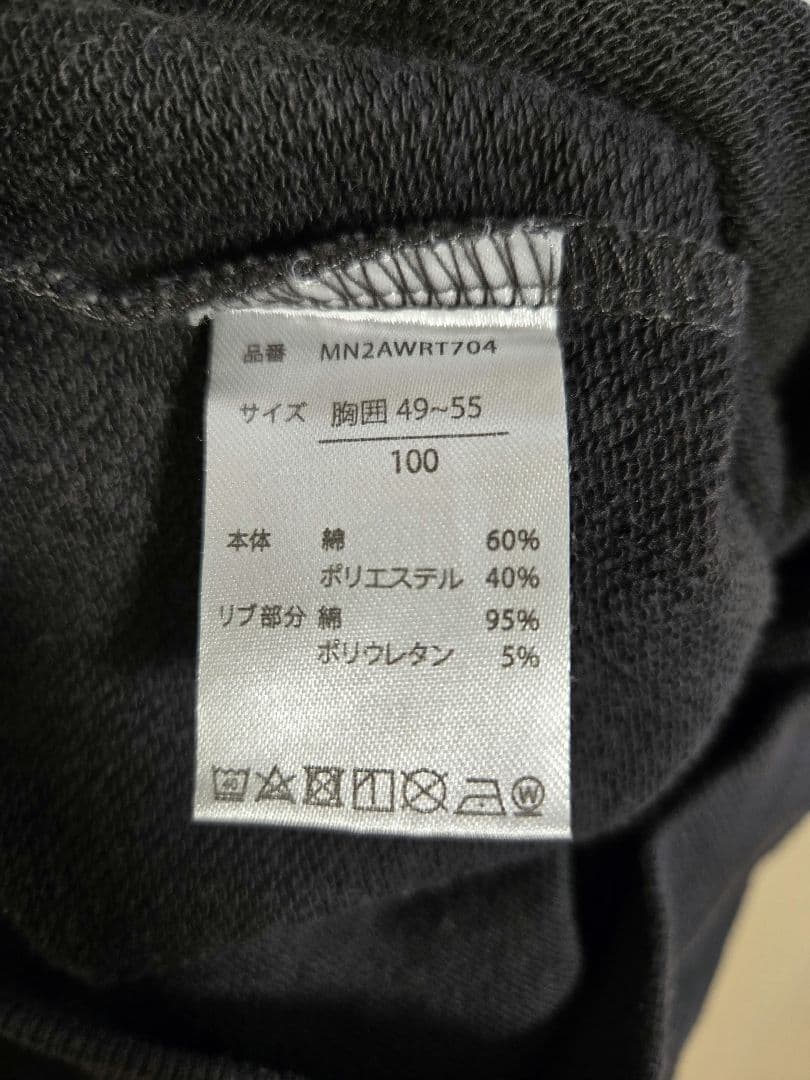 品番 MN2AWRT704
サイズ 胸囲 49~55
100
本体 綿 60%
ポリエステル 40%
リブ部分 綿 95%
ポリウレタン 5%
40 W